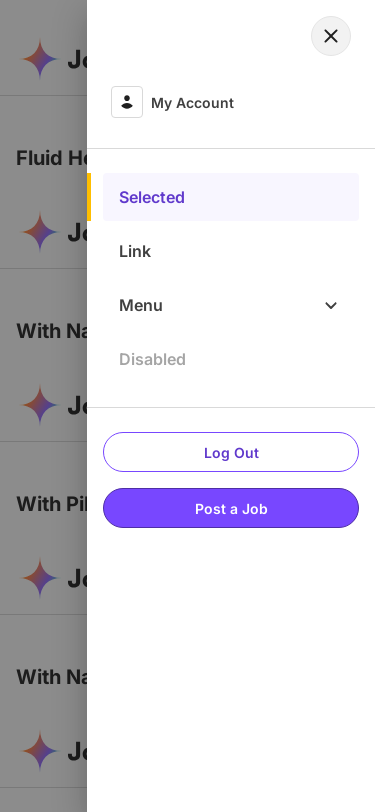 My Account
Selected
Link
Menu
Disabled
Log Out
Post a Job
Jo
Fluid He
Jo
With Na
Jo
With Pil
Jo
With Na
Jo